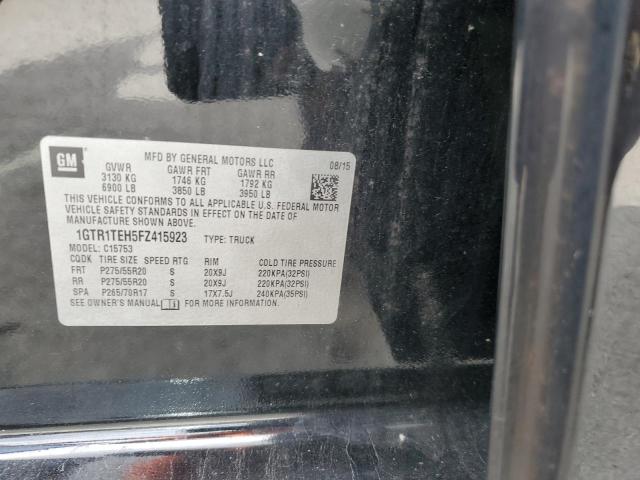 GM
MFD BY GENERAL MOTORS LLC 08/15
GVWR GAWR FRT GAWR RR
3130 KG 1746 KG 1792 KG
6900 LB 3850 LB 3950 LB
THIS VEHICLE CONFORMS TO ALL APPLICABLE U.S. FEDERAL MOTOR
VEHICLE SAFETY, BUMPER, AND THEFT PREVENTION STANDARDS
IN EFFECT ON THE DATE OF MANUFACTURE SHOWN ABOVE.
1GTR1TEH5FZ415923 TYPE: TRUCK
MODEL: C15753
CQDK TIRE SIZE SPEED RTG RIM COLD TIRE PRESSURE
FRT P275/55R20 S 20X9J 220KPA(32PSI)
RR P275/55R20 S 20X9J 220KPA(32PSI)
SPA P265/70R17 S 17X7.5J 240KPA(35PSI)
SEE OWNER'S MANUAL FOR MORE INFORMATION.